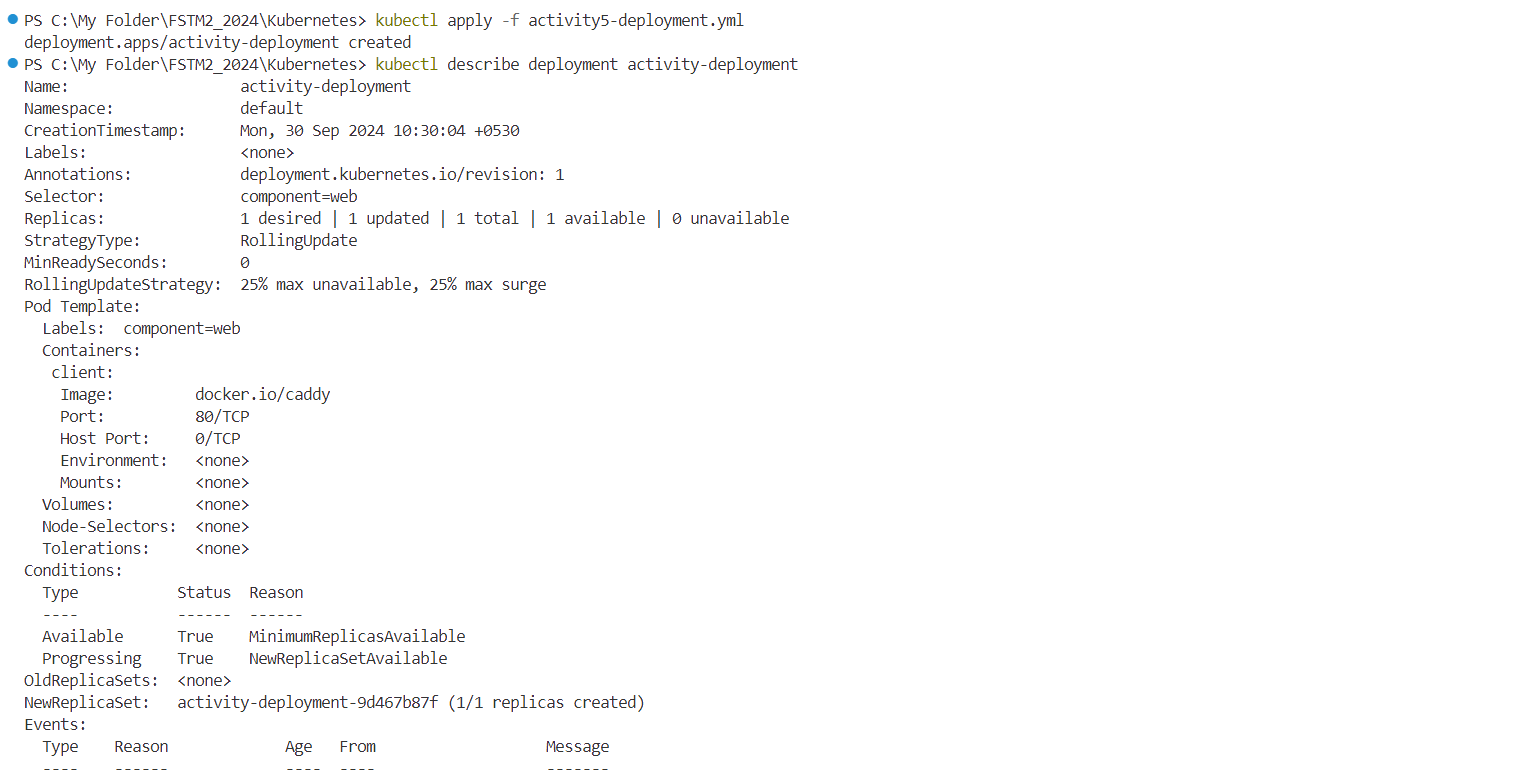 PS C:\My Folder\FSTM2_2024\Kubernetes> kubectl apply -f activity5-deployment.yml
deployment.apps/activity-deployment created
PS C:\My Folder\FSTM2_2024\Kubernetes> kubectl describe deployment activity-deployment
Name:                   activity-deployment
Namespace:              default
CreationTimestamp:      Mon, 30 Sep 2024 10:30:04 +0530
Labels:                 <none>
Annotations:            deployment.kubernetes.io/revision: 1
Selector:               component=web
Replicas:               1 desired | 1 updated | 1 total | 1 available | 0 unavailable
StrategyType:           RollingUpdate
MinReadySeconds:        0
RollingUpdateStrategy:  25% max unavailable, 25% max surge
Pod Template:
  Labels:  component=web
  Containers:
   client:
    Image:         docker.io/caddy
    Port:          80/TCP
    Host Port:     0/TCP
    Environment:   <none>
    Mounts:        <none>
  Volumes:         <none>
  Node-Selectors:  <none>
  Tolerations:     <none>
Conditions:
  Type           Status  Reason
  ----           ------  ------
  Available      True    MinimumReplicasAvailable
  Progressing    True    NewReplicaSetAvailable
OldReplicaSets:  <none>
NewReplicaSet:   activity-deployment-9d467b87f (1/1 replicas created)
Events:
  Type    Reason             Age   From                   Message
  ----    ------             ----  ----                   -------